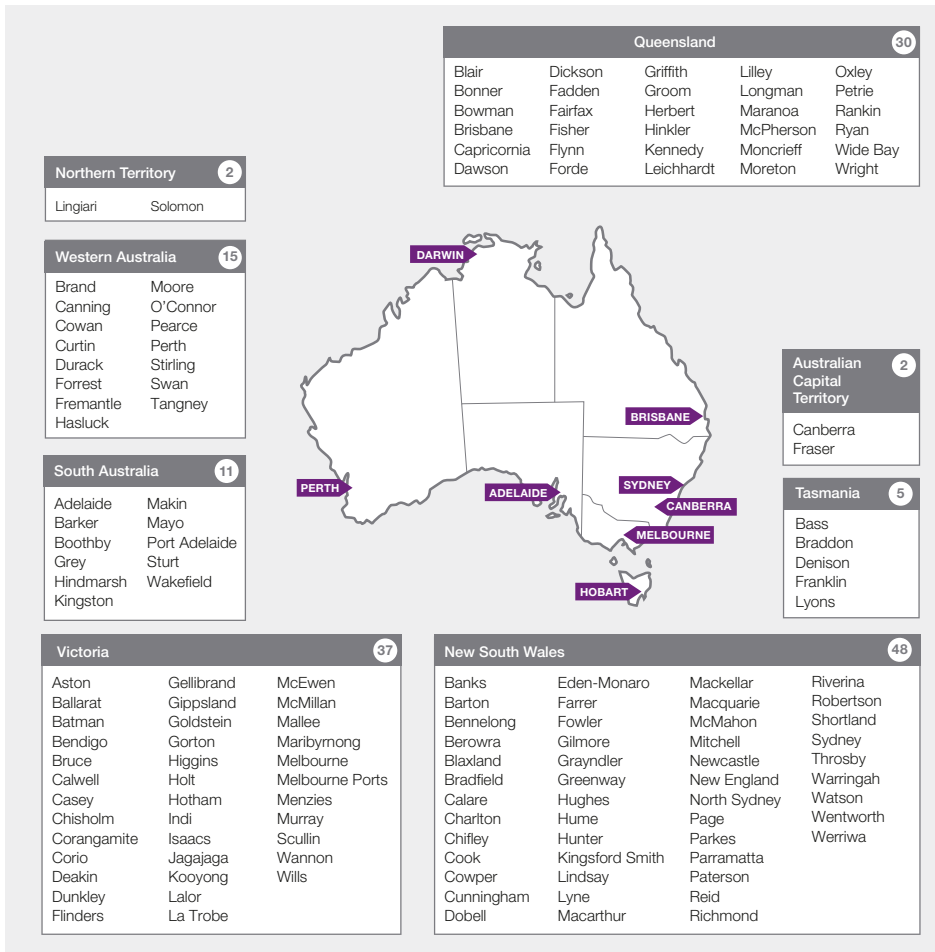 Queensland 30
Blair Dickson Griffith Lilley Oxley
Bonner Fadden Groom Longman Petrie
Bowman Fairfax Herbert Maranoa Rankin
Brisbane Fisher Hinkler McPherson Ryan
Capricornia Flynn Kennedy Moncrieff Wide Bay
Dawson Forde Leichhardt Moreton Wright
Northern Territory 2
Lingiari Solomon
Western Australia 15
Brand Moore
Canning O’Connor
Cowan Pearce
Curtin Perth
Durack Stirling
Forrest Swan
Fremantle Tangney
Hasluck
South Australia 11
Adelaide Makin
Barker Mayo
Boothby Port Adelaide
Grey Sturt
Hindmarsh Wakefield
Kingston
DARWIN
BRISBANE
PERTH
ADELAIDE
SYDNEY
CANBERRA
MELBOURNE
HOBART
Australian 2
Capital
Territory
Canberra
Fraser
Tasmania 5
Bass
Braddon
Denison
Franklin
Lyons
Victoria 37
Aston Gellibrand McEwen
Ballarat Gippsland McMillan
Batman Goldstein Mallee
Bendigo Gorton Maribyrnong
Bruce Higgins Melbourne
Calwell Holt Melbourne Ports
Casey Hotham Menzies
Chisholm Indi Murray
Corangamite Isaacs Scullin
Corio Jagajaga Wannon
Deakin Kooyong Wills
Dunkley Lalor
Flinders La Trobe
New South Wales 48
Banks Eden-Monaro Mackellar Riverina
Barton Farrer Macquarie Robertson
Bennelong Fowler McMahon Shortland
Berowra Gilmore Mitchell Sydney
Blaxland Grayndler Newcastle Throsby
Bradfield Greenway New England Warringah
Calare Hughes North Sydney Watson
Charlton Hume Page Wentworth
Chifley Hunter Parkes Werriwa
Cook Kingsford Smith Parramatta
Cowper Lindsay Paterson
Cunningham Lyne Reid
Dobell Macarthur Richmond